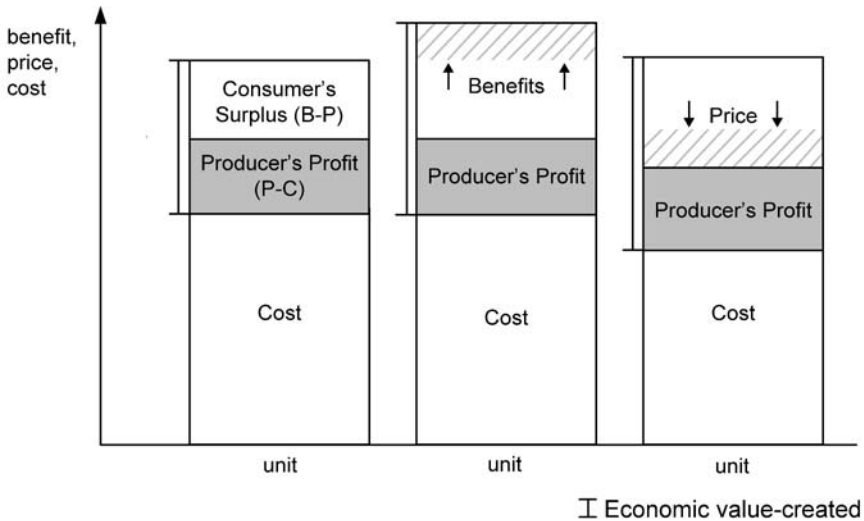 benefit,
price,
cost
Consumer's
Surplus (B-P)
Producer's Profit
(P-C)
Cost
unit
Benefits
Producer's Profit
Cost
unit
Price
Producer's Profit
Cost
unit
Economic value-created